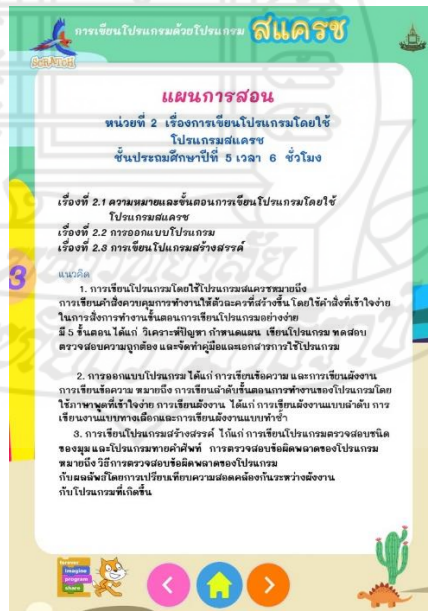 การเขียนโปรแกรมด้วยโปรแกรม สแครช
SCRATCH
แผนการสอน
หน่วยที่ 2 เรื่องการเขียนโปรแกรมโดยใช้
โปรแกรมสแครช
ชั้นประถมศึกษาปีที่ 5 เวลา 6 ชั่วโมง
เรื่องที่ 2.1 ความหมายและขั้นตอนการเขียนโปรแกรมโดยใช้
โปรแกรมสแครช
เรื่องที่ 2.2 การออกแบบโปรแกรม
เรื่องที่ 2.3 การเขียนโปแกรมสร้างสรรค์
3
แนวคิด
1. การเขียนโปรแกรมโดยใช้โปรแกรมสแครชหมายถึง
การเขียนคำสั่งควบคุมการทำงานให้ตัวละครที่สร้างขึ้น โดยใช้คำสั่งที่เข้าใจง่าย
ในการสั่งการทำงานขั้นตอนการเขียนโปรแกรมอย่างง่าย
มี 5 ขั้นตอน ได้แก่ วิเคราะห์ปัญหา กำหนดแผน เขียนโปรแกรม ทดสอบ
ตรวจสอบความถูกต้อง และจัดทำคู่มือและเอกสารการใช้โปรแกรม
2. การออกแบบโปรแกรม ได้แก่ การเขียนข้อความ และการเขียนผังงาน
การเขียนข้อความ หมายถึง การเขียนลำดับขั้นตอนการทำงานของโปรแกรมโดย
ใช้ภาษาพูดที่เข้าใจง่าย การเขียนผังงาน ได้แก่ การเขียนผังงานแบบลำดับ การ
เขียนงานแบบทางเลือกและการเขียนผังงานแบบทำซ้ำ
3. การเขียนโปรแกรมสร้างสรรค์ ได้แก่ การเขียนโปรแกรมตรวจสอบชนิด
ของมุม และโปรแกรมทายคำศัพท์ การตรวจสอบข้อผิดพลาดของโปรแกรม
หมายถึง วิธีการตรวจสอบข้อผิดพลาดของโปรแกรม
กับผลลัพธ์โดยการเปรียบเทียบความสอดคล้องกันระหว่างผังงาน
กับโปรแกรมที่เกิดขึ้น
forever
imagine
program
share